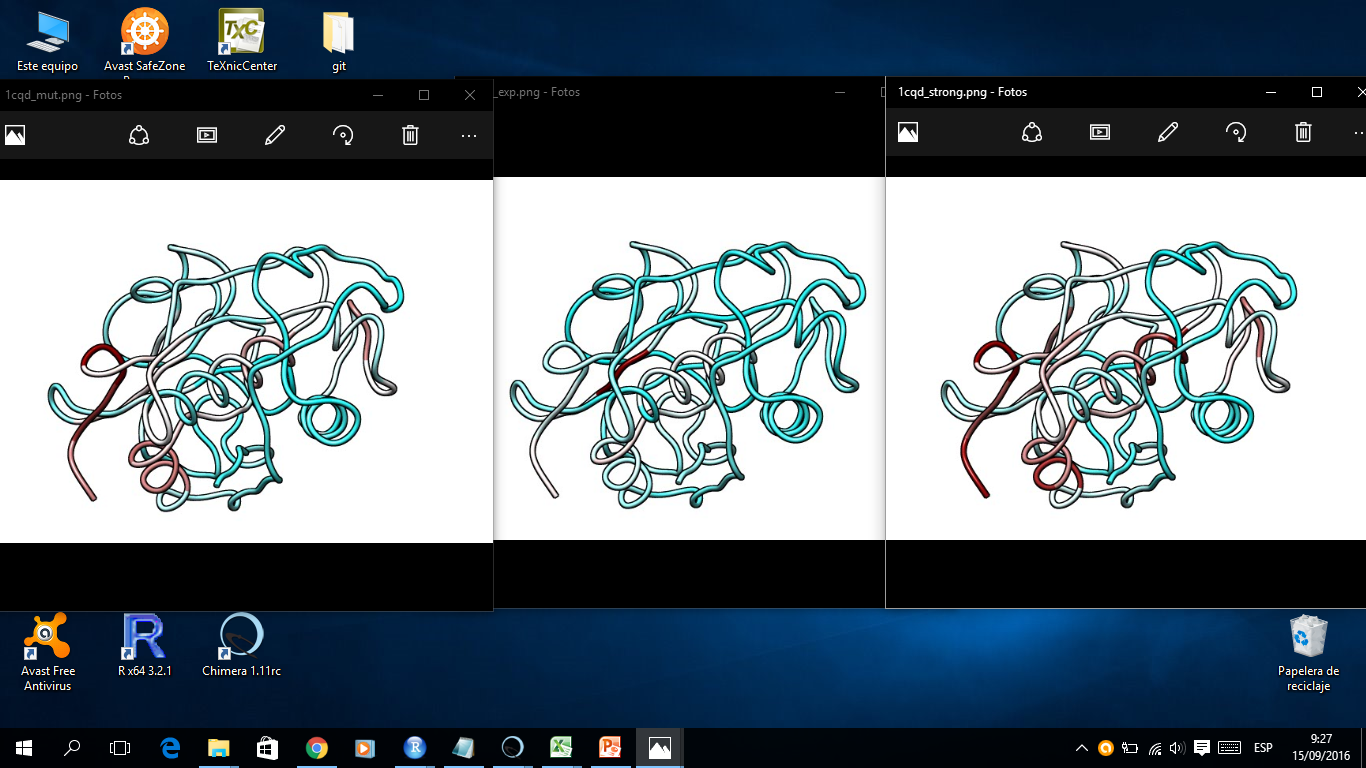 Este equipo
Avast SafeZone
TeXnicCenter
git
1cqd_mut.png - Fotos
_exp.png - Fotos
1cqd_strong.png - Fotos
Avast Free
Antivirus
R x64 3.2.1
Chimera 1.11rc
Papelera de
reciclaje
ESP
9:27
15/09/2016